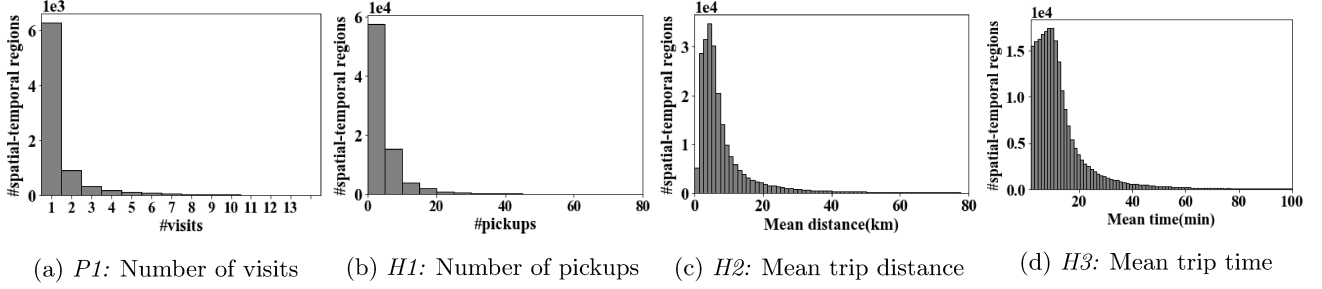 1e3
#spatial-temporal regions
6
4
2
0
1 2 3 4 5 6 7 8 9 10 11 12 13
#visits
(a) P1: Number of visits
1e4
#spatial-temporal regions
6
4
2
0
0 20 40 60 80
#pickups
(b) H1: Number of pickups
1e4
#spatial-temporal regions
3
2
1
0
0 20 40 60 80
Mean distance(km)
(c) H2: Mean trip distance
1e4
#spatial-temporal regions
1.5
1.0
0.5
0.0
20 40 60 80 100
Mean time(min)
(d) H3: Mean trip time